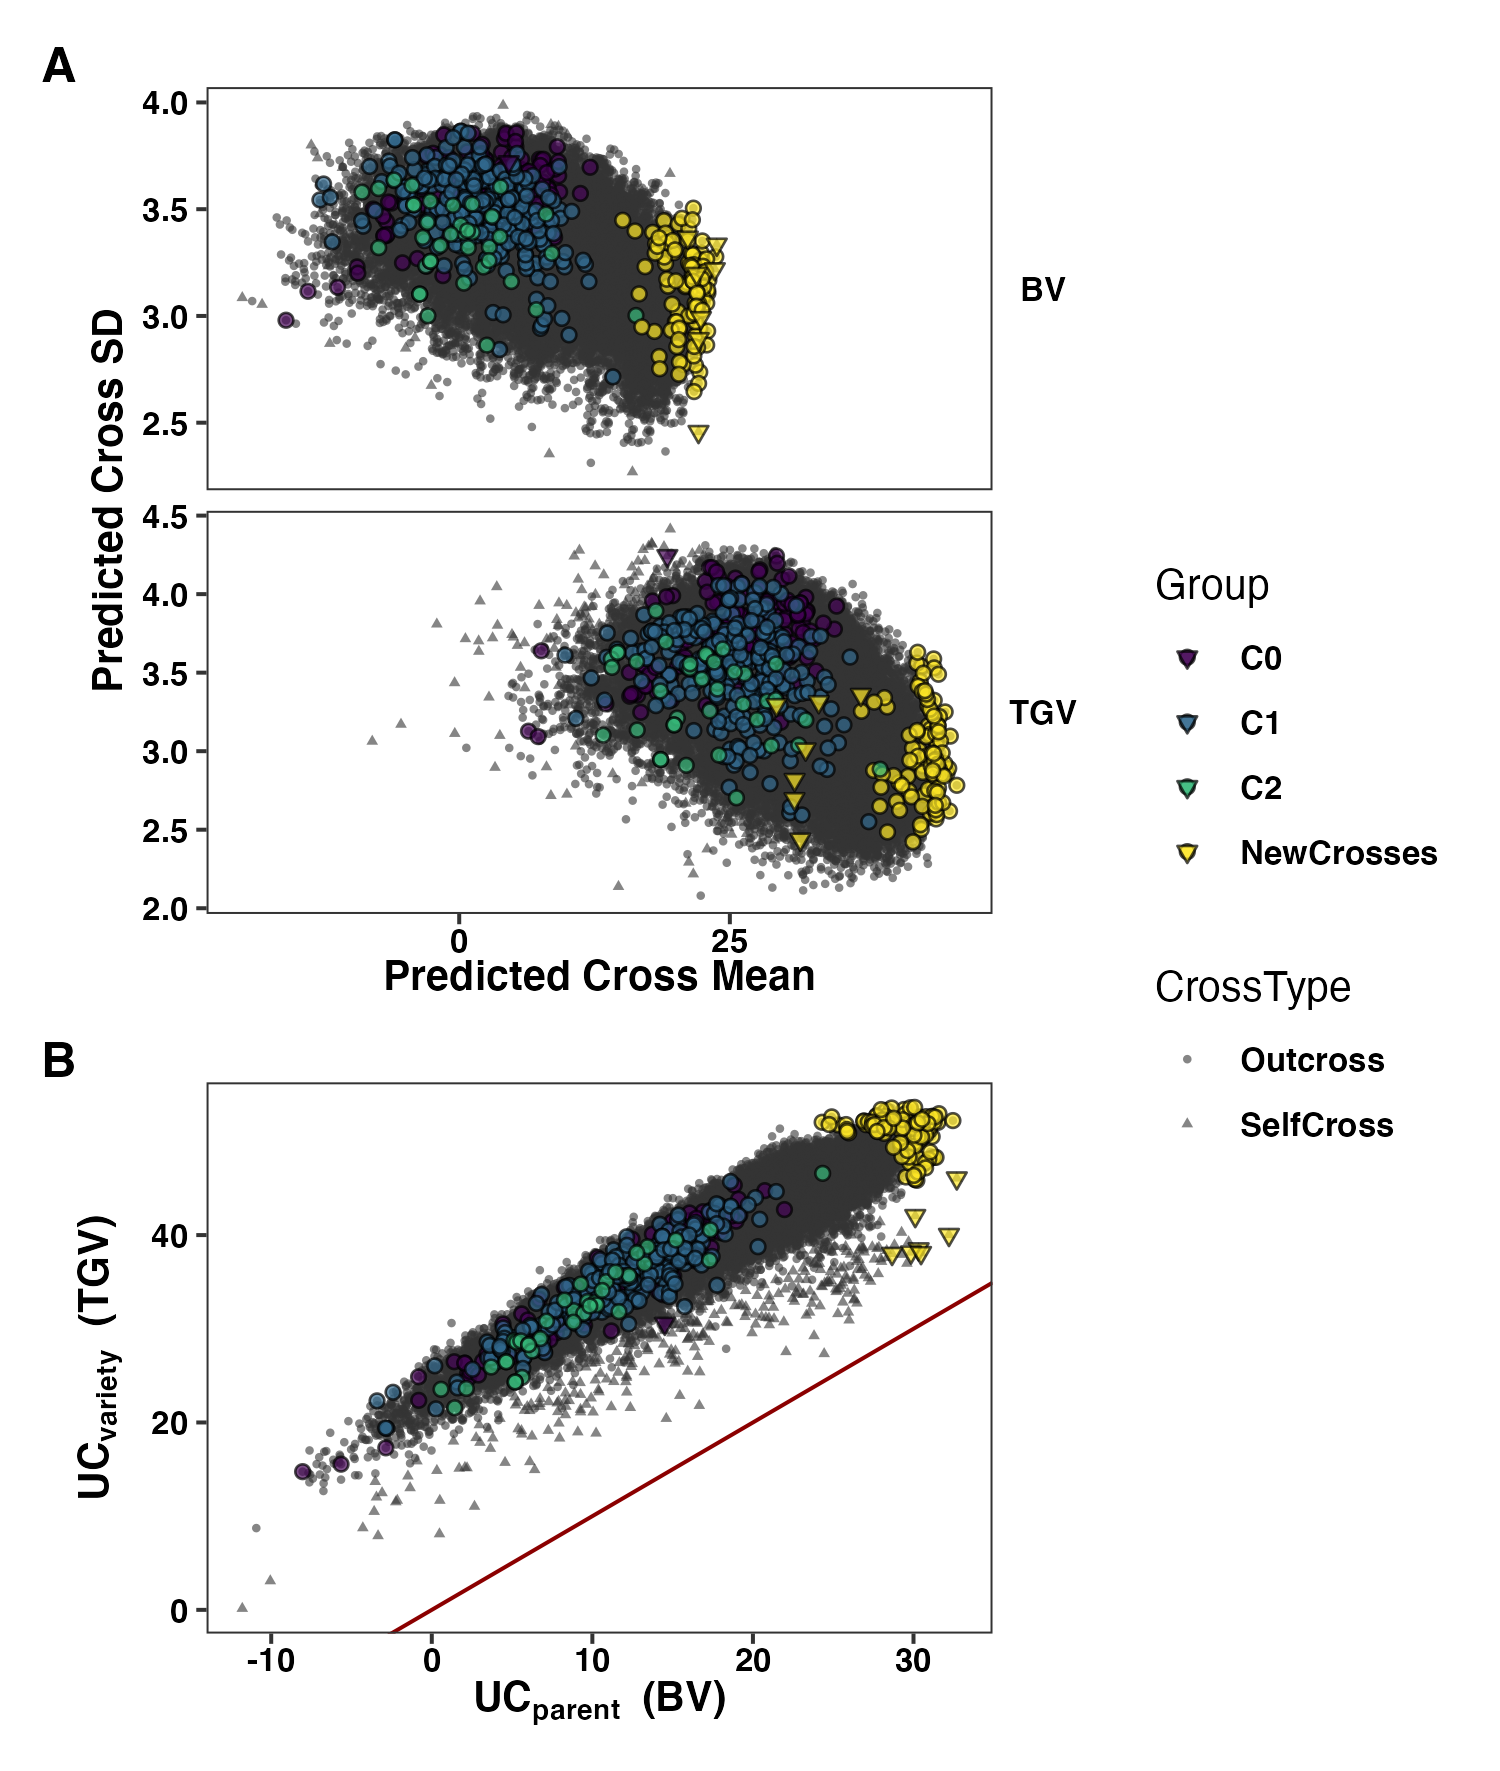 A
4.0
3.5
3.0
2.5
BV
4.5
4.0
3.5
3.0
2.5
2.0
TGV
Predicted Cross SD
0 25
Predicted Cross Mean
Group
C0
C1
C2
NewCrosses
CrossType
Outcross
SelfCross
B
40
20
0
UCvariety (TGV)
-10 0 10 20 30
UCparent (BV)